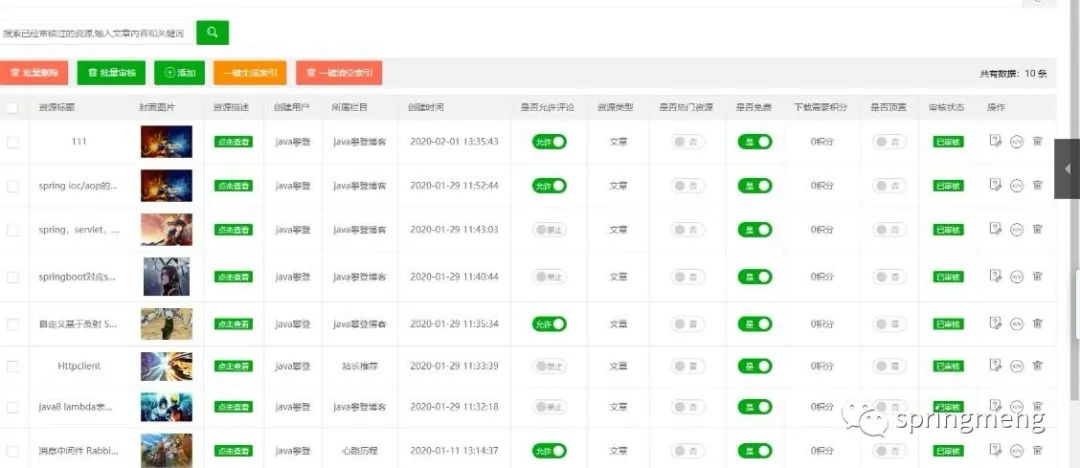 搜索已经审核过的资源,输入文章内容和关键词
批量删除 批量审核 添加 一键生成索引 一键清空索引 共有数据：10 条
资源标题 封面图片 资源描述 创建用户 所属栏目 创建时间 是否允许评论 资源类型 是否热门资源 是否免费 下载需要积分 是否顶置 审核状态 操作
111 点击查看 java攀登 java攀登博客 2020-02-01 13:35:43 允许 文章 否 是 0积分 否 已审核
spring ioc/aop的... 点击查看 java攀登 java攀登博客 2020-01-29 11:52:44 允许 文章 否 是 0积分 否 已审核
spring、servlet、... 点击查看 java攀登 java攀登博客 2020-01-29 11:43:03 禁止 文章 否 是 0积分 否 已审核
springboot对应s... 点击查看 java攀登 java攀登博客 2020-01-29 11:40:44 禁止 文章 否 是 0积分 否 已审核
自定义基于反射 S... 点击查看 java攀登 java攀登博客 2020-01-29 11:35:34 允许 文章 否 是 0积分 否 已审核
Httpclient 点击查看 java攀登 站长推荐 2020-01-29 11:33:39 禁止 文章 否 是 0积分 否 已审核
java8 lambda表... 点击查看 java攀登 java攀登博客 2020-01-29 11:32:18 禁止 文章 否 是 0积分 否 已审核
消息中间件 Rabbi... 点击查看 java攀登 心路历程 2020-01-11 13:14:37 允许 文章 否 是 0积分 否 已审核
springmeng